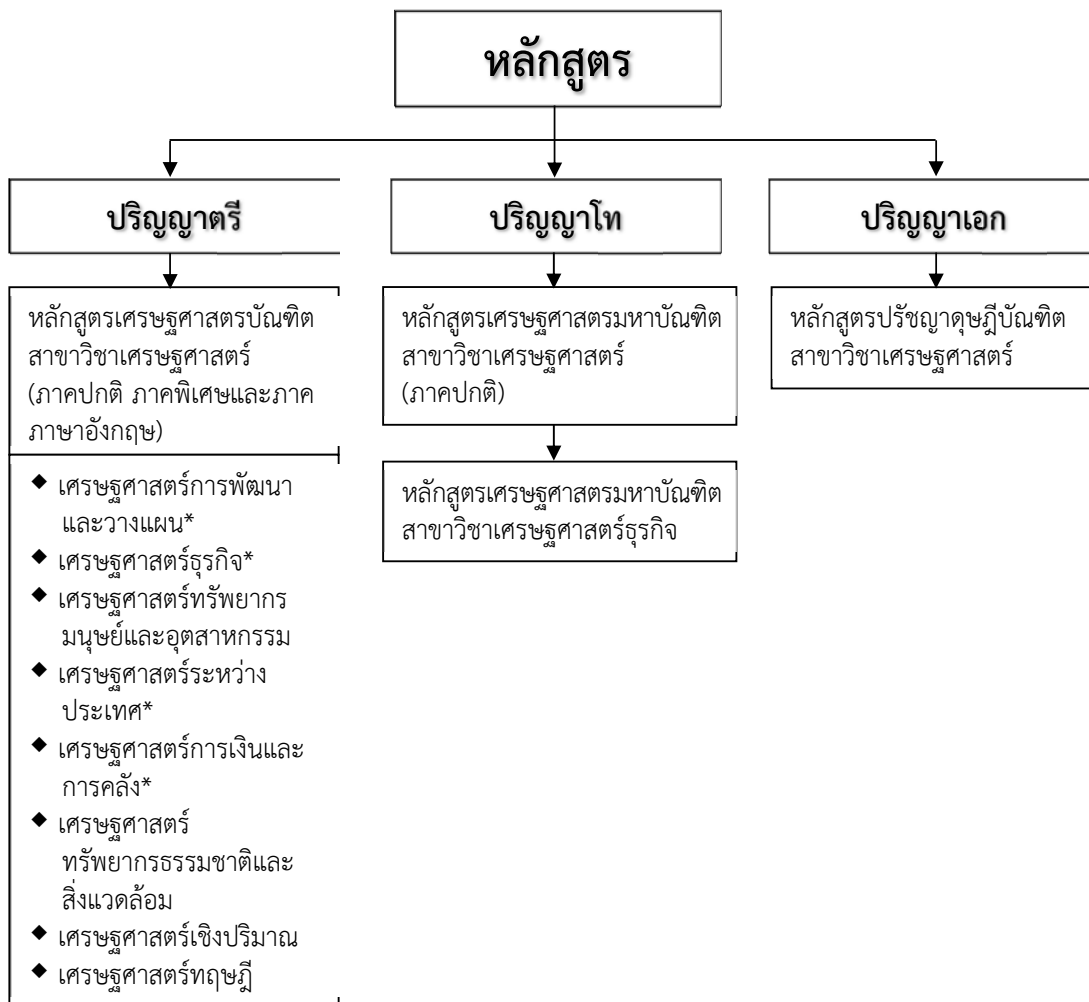 หลักสูตร
ปริญญาตรี
หลักสูตรเศรษฐศาสตรบัณฑิต
สาขาวิชาเศรษฐศาสตร์
(ภาคปกติ ภาคพิเศษและภาค
ภาษาอังกฤษ)
◆ เศรษฐศาสตร์การพัฒนา
และวางแผน*
◆ เศรษฐศาสตร์ธุรกิจ*
◆ เศรษฐศาสตร์ทรัพยากร
มนุษย์และอุตสาหกรรม
◆ เศรษฐศาสตร์ระหว่าง
ประเทศ*
◆ เศรษฐศาสตร์การเงินและ
การคลัง*
◆ เศรษฐศาสตร์
ทรัพยากรธรรมชาติและ
สิ่งแวดล้อม
◆ เศรษฐศาสตร์เชิงปริมาณ
◆ เศรษฐศาสตร์ทฤษฎี
ปริญญาโท
หลักสูตรเศรษฐศาสตรมหาบัณฑิต
สาขาวิชาเศรษฐศาสตร์
(ภาคปกติ)
หลักสูตรเศรษฐศาสตรมหาบัณฑิต
สาขาวิชาเศรษฐศาสตร์ธุรกิจ
ปริญญาเอก
หลักสูตรปรัชญาดุษฎีบัณฑิต
สาขาวิชาเศรษฐศาสตร์